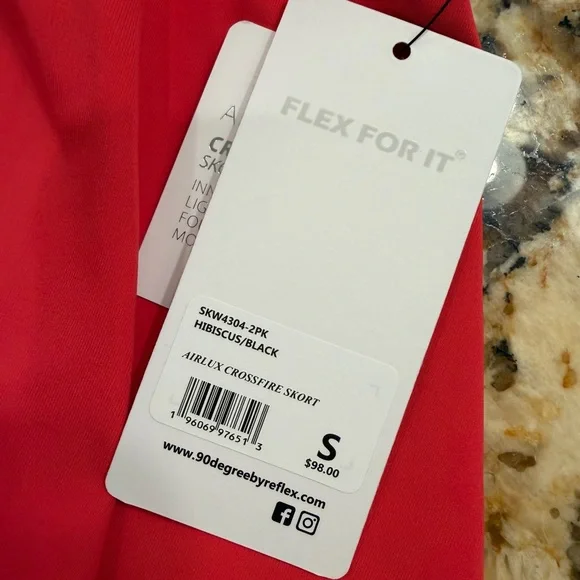 FLEX FOR IT
SKW4304-2PK
HIBISCUS/BLACK
AIRLUX CROSSFIRE SKORT
1 96069 97651 3
S
$98.00
www.90degreebyreflex.com